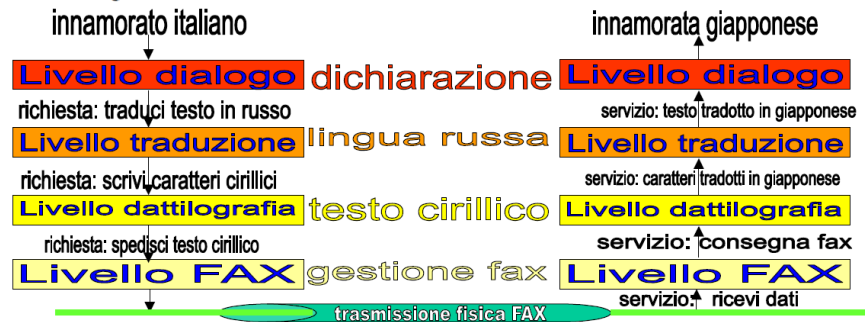 innamorato italiano innamorata giapponese
Livello dialogo dichiarazione Livello dialogo
richiesta: traduci testo in russo servizio: testo tradotto in giapponese
Livello traduzione lingua russa Livello traduzione
richiesta: scrivi caratteri cirillici servizio: caratteri tradotti in giapponese
Livello dattilografia testo cirillico Livello dattilografia
richiesta: spedisci testo cirillico servizio: consegna fax
Livello FAX gestione fax Livello FAX
servizio: ricevi dati
trasmissione fisica FAX